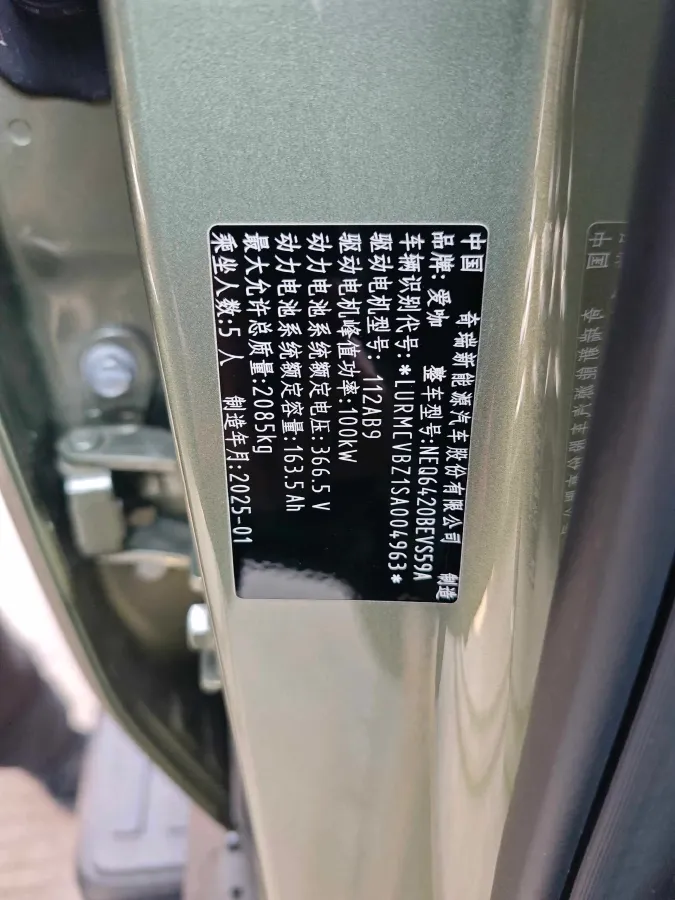 中国 奇瑞新能源汽车股份有限公司 制造
品牌:爱咖 整车型号:NEQ6420BEVS59A
车辆识别代号:*LURMCVBZ1SA004963*
驱动电机型号: 112AB9
驱动电机峰值功率:100kW
动力电池系统额定电压:366.5 V
动力电池系统额定容量:163.5Ah
最大允许总质量:2085kg
乘坐人数:5 人 制造年月:2025-01